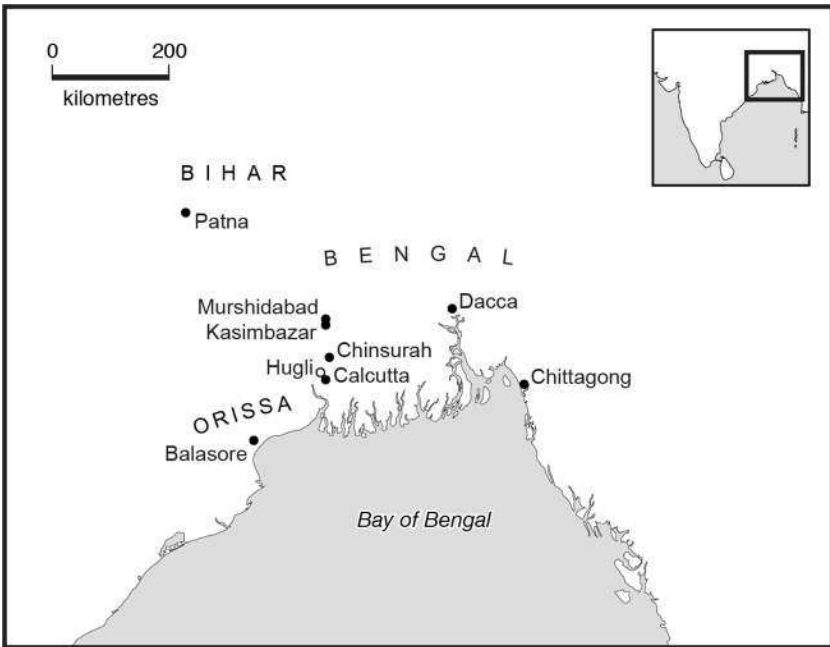 0 200
kilometres
BIHAR
Patna
BENGAL
Murshidabad
Kasimbazar
Dacca
Chinsurah
Hugli
Calcutta
Chittagong
ORISSA
Balasore
Bay of Bengal